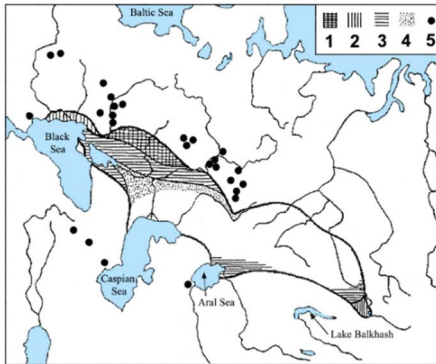 Baltic Sea
1 2 3 4 5
Black
Sea
Caspian
Sea
Aral Sea
Lake Balkhash